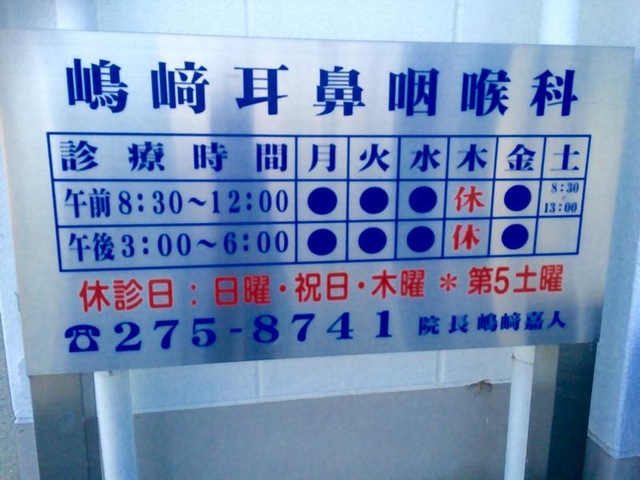 嶋﨑耳鼻咽喉科
診療時間 月 火 水 木 金 土
午前 8:30～12:00 ● ● ● 休 ● 8:30～13:00
午後 3:00～6:00 ● ● ● 休 ●
休診日：日曜・祝日・木曜＊第5土曜
☎275-8741 院長 嶋﨑嘉人